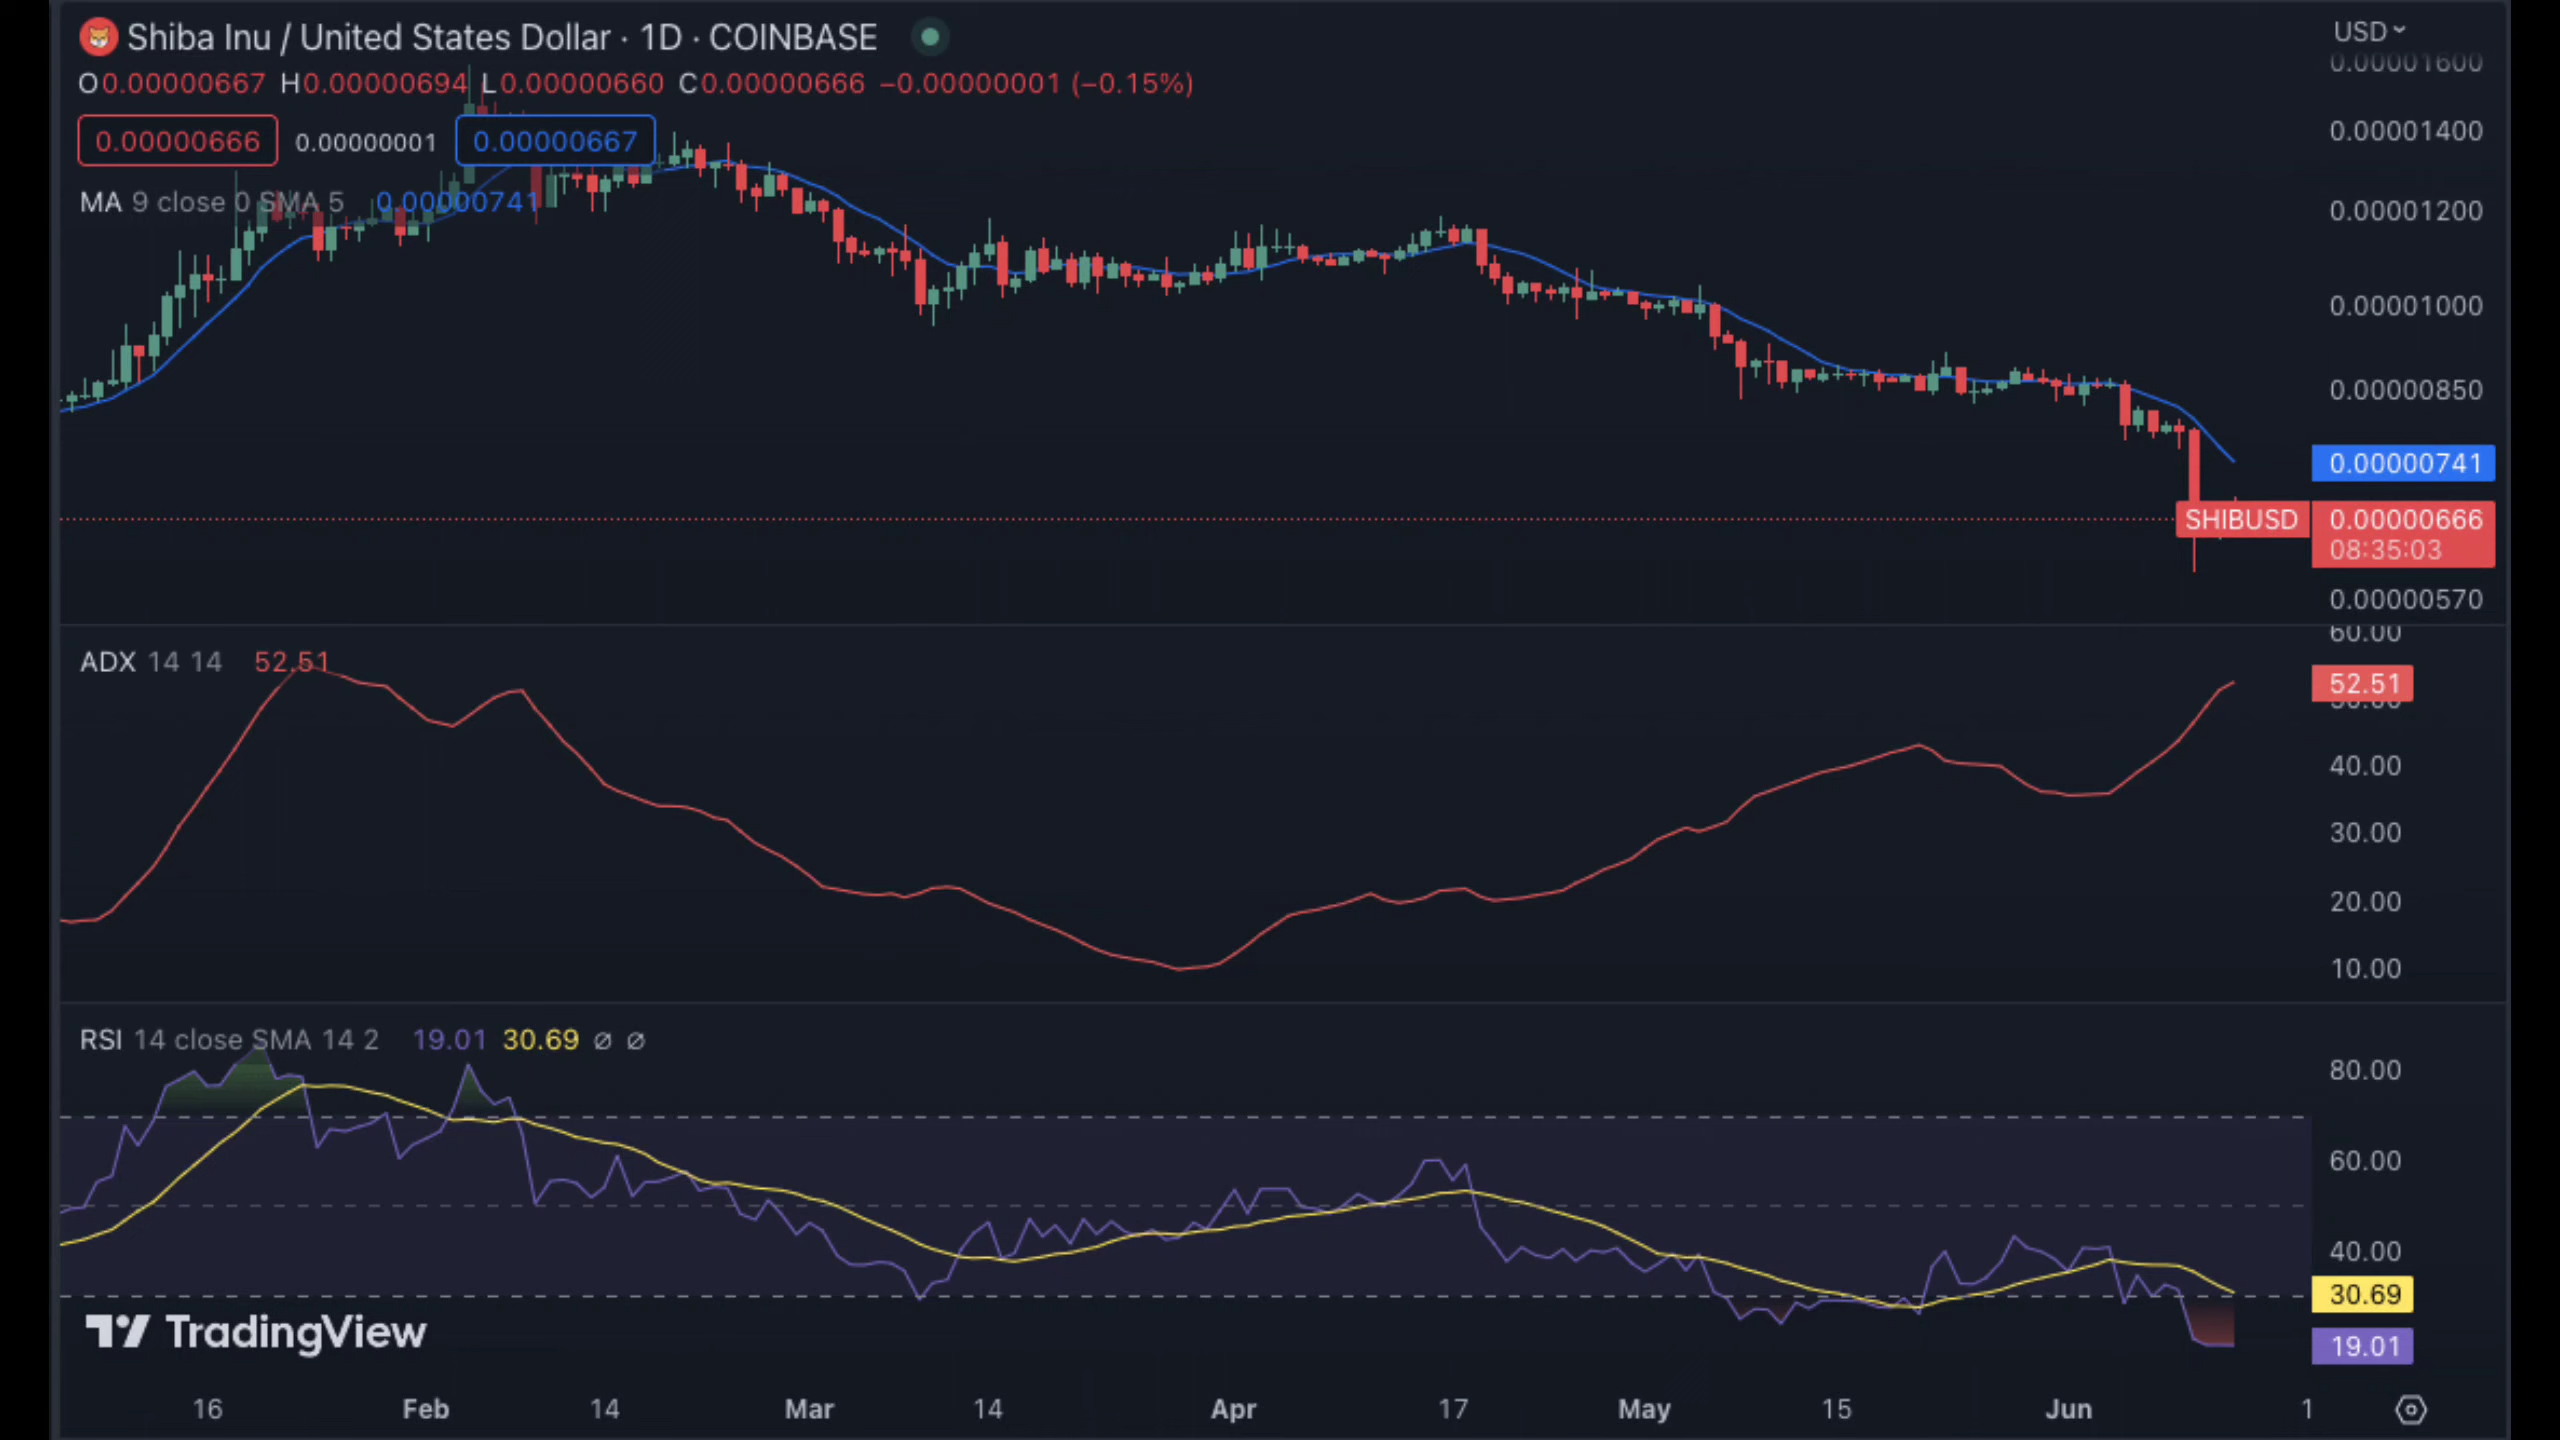 Shiba Inu / United States Dollar · 1D · COINBASE
USD
O0.00000667 H0.00000694 L0.00000660 C0.00000666 −0.00000001 (−0.15%)
0.00001600
0.00000666 0.00000001 0.00000667
0.00001400
MA 9 close 0 SMA 5 0.00000741
0.00001200
0.00001000
0.00000850
0.00000741
SHIBUSD 0.00000666
08:35:03
0.00000570
ADX 14 14 52.51
60.00
52.51
50.00
40.00
30.00
20.00
10.00
RSI 14 close SMA 14 2 19.01 30.69 ∅ ∅
80.00
60.00
40.00
30.69
19.01
TradingView
16 Feb 14 Mar 14 Apr 17 May 15 Jun 1